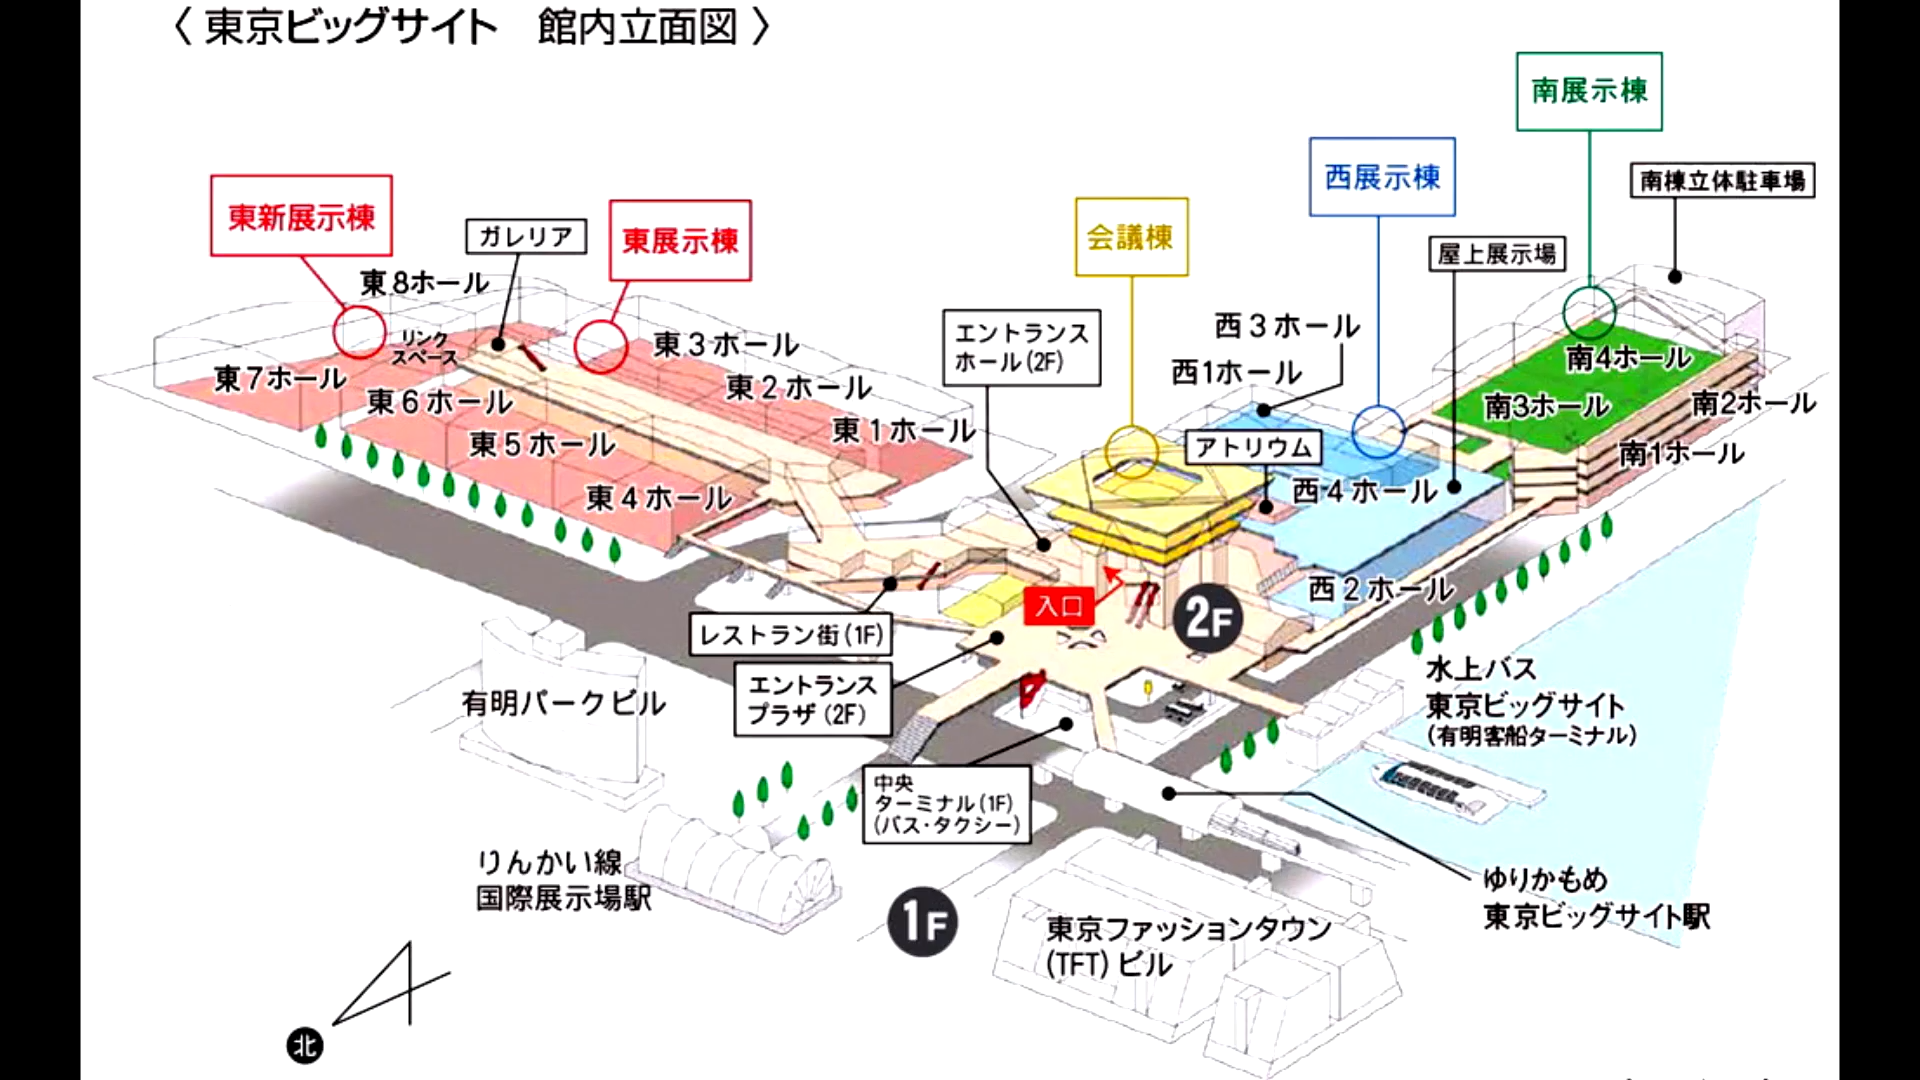 〈 東京ビッグサイト　館内立面図 〉
南展示棟
西展示棟
南棟立体駐車場
東新展示棟
ガレリア
東展示棟
会議棟
屋上展示場
東8ホール
リンク
スペース
東3ホール
エントランス
ホール(2F)
西3ホール
西1ホール
南4ホール
東7ホール
東6ホール
東2ホール
南3ホール
南2ホール
東5ホール
東1ホール
アトリウム
南1ホール
東4ホール
西4ホール
西2ホール
入口
2F
レストラン街(1F)
エントランス
プラザ(2F)
有明パークビル
水上バス
東京ビッグサイト
(有明客船ターミナル)
中央
ターミナル(1F)
(バス・タクシー)
りんかい線
国際展示場駅
1F
ゆりかもめ
東京ビッグサイト駅
東京ファッションタウン
(TFT)ビル
北